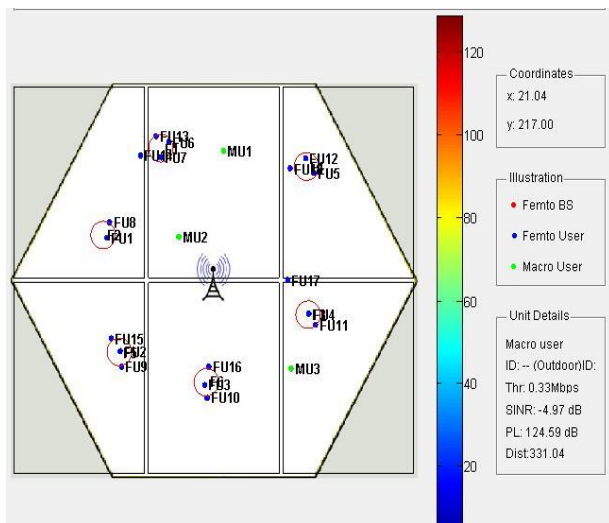 FU13
FU6
FU7
MU1
FU12
FU5
FU8
FU1
MU2
FU17
FU4
FU11
FU15
FU2
FU9
FU16
FU3
FU10
MU3
120
100
80
60
40
20
Coordinates
x: 21.04
y: 217.00
Illustration
Femto BS
Femto User
Macro User
Unit Details
Macro user
ID: -- (Outdoor)ID:
Thr: 0.33Mbps
SINR: -4.97 dB
PL: 124.59 dB
Dist:331.04